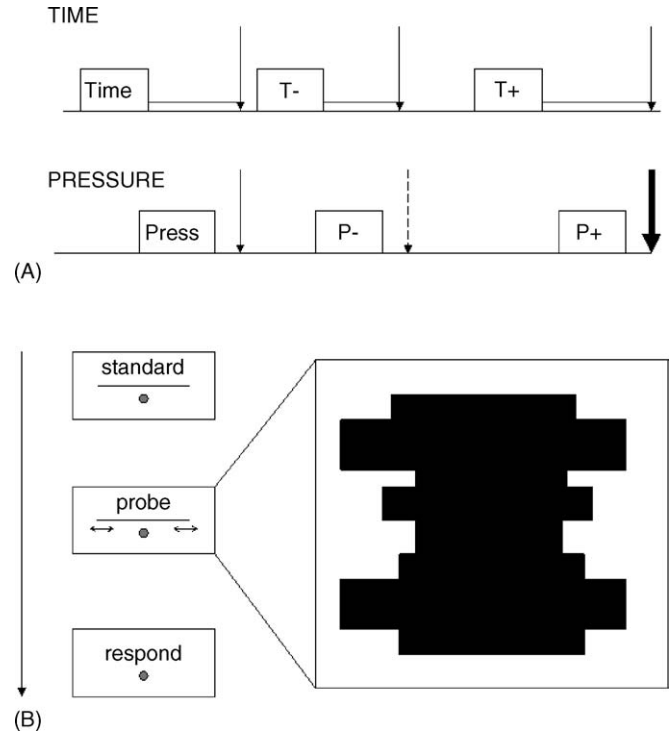 TIME
Time T- T+
PRESSURE
Press P- P+
(A)
standard
probe
respond
(B)